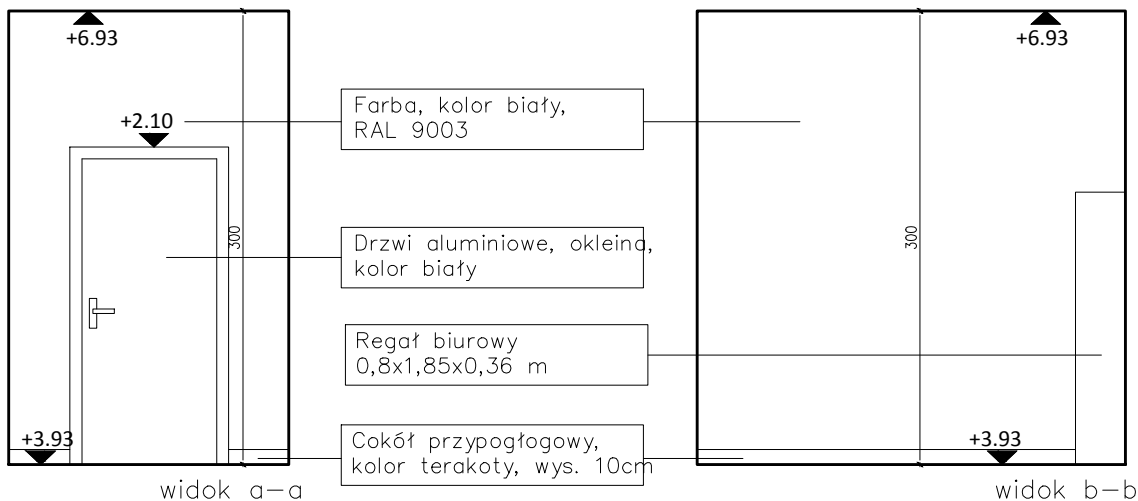 +6.93
+6.93
Farba, kolor biały,
RAL 9003
+2.10
300
300
Drzwi aluminiowe, okleina,
kolor biały
Regał biurowy
0,8x1,85x0,36 m
Cokół przypogłogowy,
kolor terakoty, wys. 10cm
+3.93
+3.93
widok a-a
widok b-b